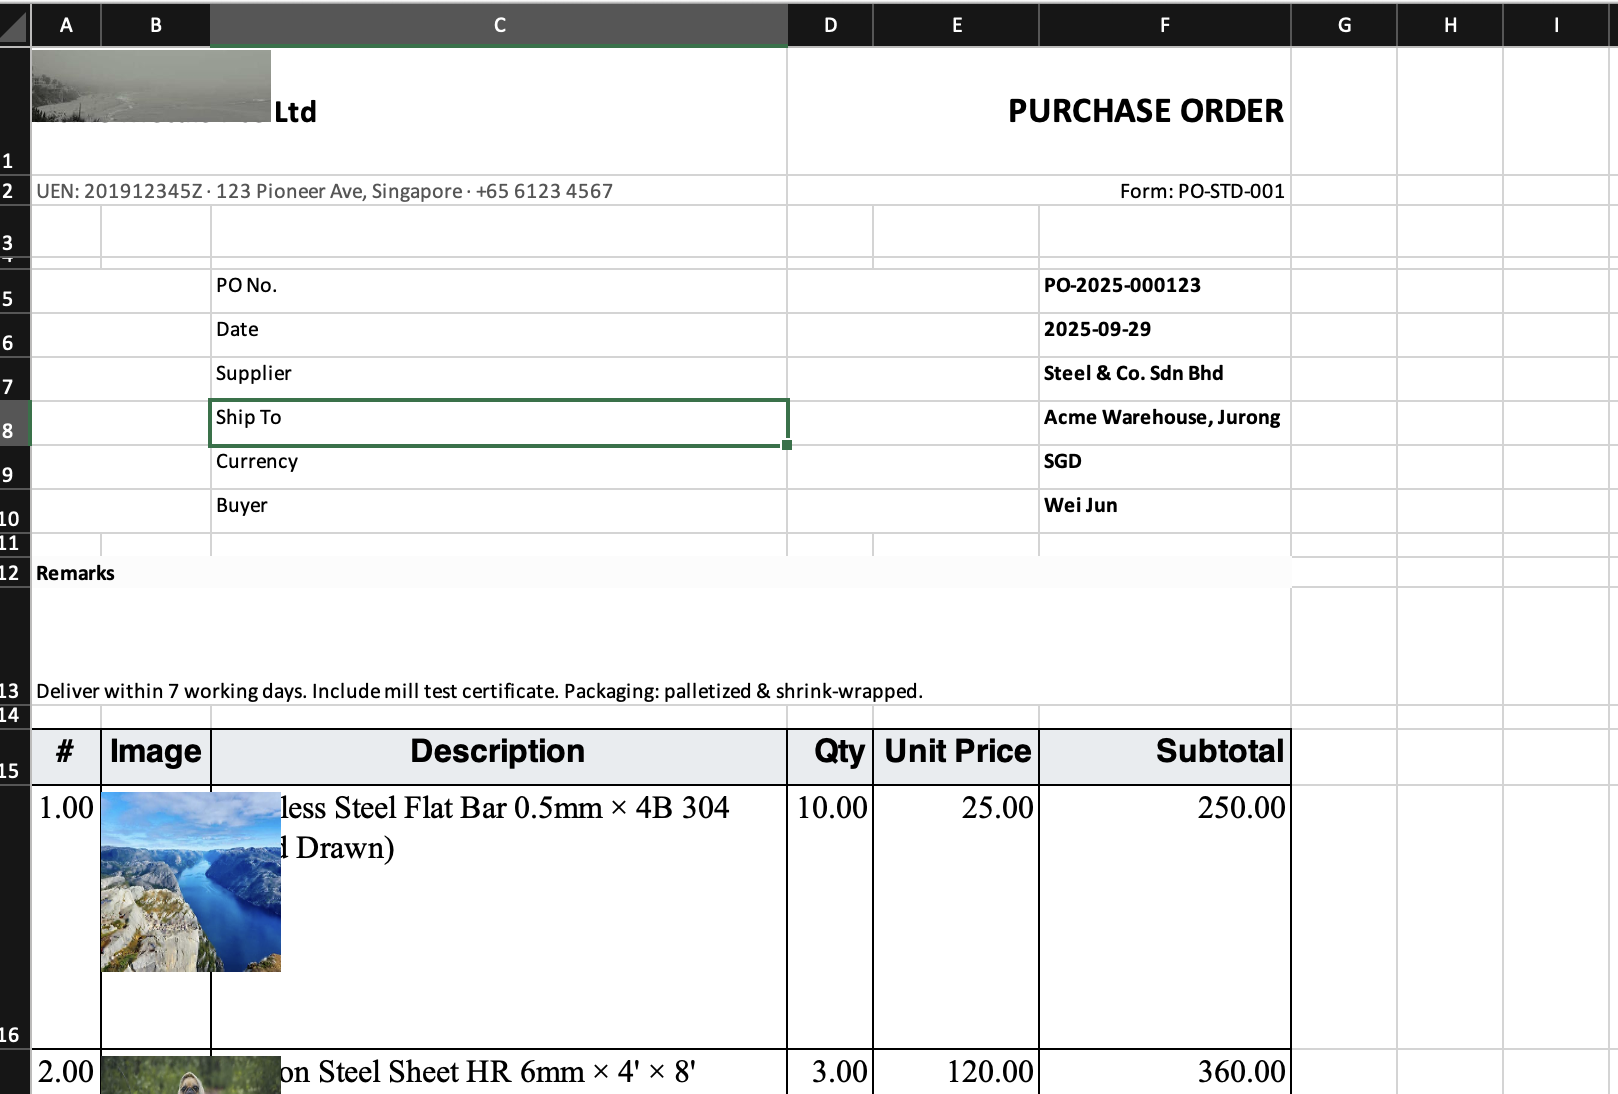 A B C D E F G H I
1 Ltd PURCHASE ORDER
2 UEN: 201912345Z · 123 Pioneer Ave, Singapore · +65 6123 4567 Form: PO-STD-001
3
4
5 PO No. PO-2025-000123
6 Date 2025-09-29
7 Supplier Steel & Co. Sdn Bhd
8 Ship To Acme Warehouse, Jurong
9 Currency SGD
10 Buyer Wei Jun
11
12 Remarks
13 Deliver within 7 working days. Include mill test certificate. Packaging: palletized & shrink-wrapped.
14
15 # Image Description Qty Unit Price Subtotal
1.00 less Steel Flat Bar 0.5mm × 4B 304 10.00 25.00 250.00
Drawn)
16
2.00 on Steel Sheet HR 6mm × 4' × 8' 3.00 120.00 360.00